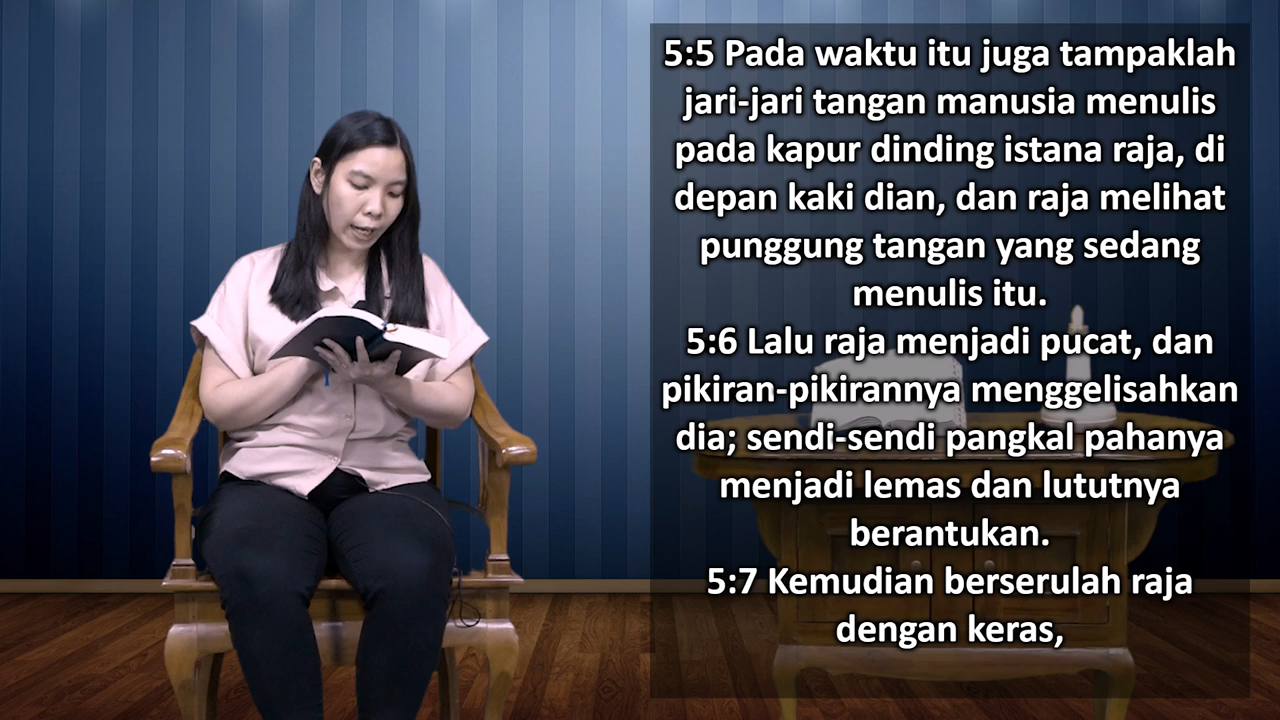 5:5 Pada waktu itu juga tampaklah
jari-jari tangan manusia menulis
pada kapur dinding istana raja, di
depan kaki dian, dan raja melihat
punggung tangan yang sedang
menulis itu.
5:6 Lalu raja menjadi pucat, dan
pikiran-pikirannya menggelisahkan
dia; sendi-sendi pangkal pahanya
menjadi lemas dan lututnya
berantukan.
5:7 Kemudian berserulah raja
dengan keras,